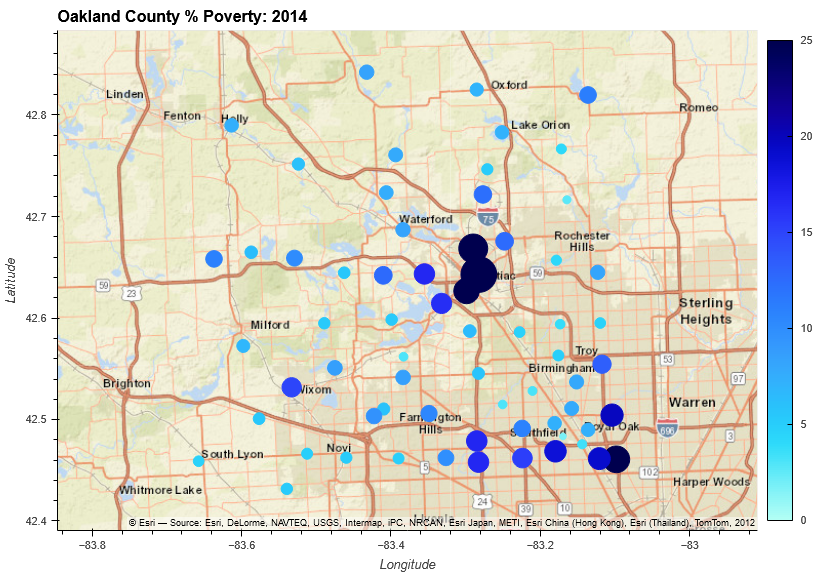 Oakland County % Poverty: 2014
25
Linden
Oxford
42.8
Fenton
Holly
Lake Orion
Romeo
20
42.7
Waterford
75
Rochester
Hills
15
Latitude
59
23
tiac
59
Sterling
Heights
42.6
Milford
10
Troy
53
Birmingham
Brighton
Wixom
97
Warren
42.5
Farmington
Hills
Southfield
Royal Oak
696
3
5
South Lyon
Novi
5
102
Harper Woods
Whitmore Lake
24
39
10
42.4
Livonia
0
© Esri — Source: Esri, DeLorme, NAVTEQ, USGS, Intermap, iPC, NRCAN, Esri Japan, METI, Esri China (Hong Kong), Esri (Thailand), TomTom, 2012
−83.8
−83.6
−83.4
−83.2
−83
Longitude